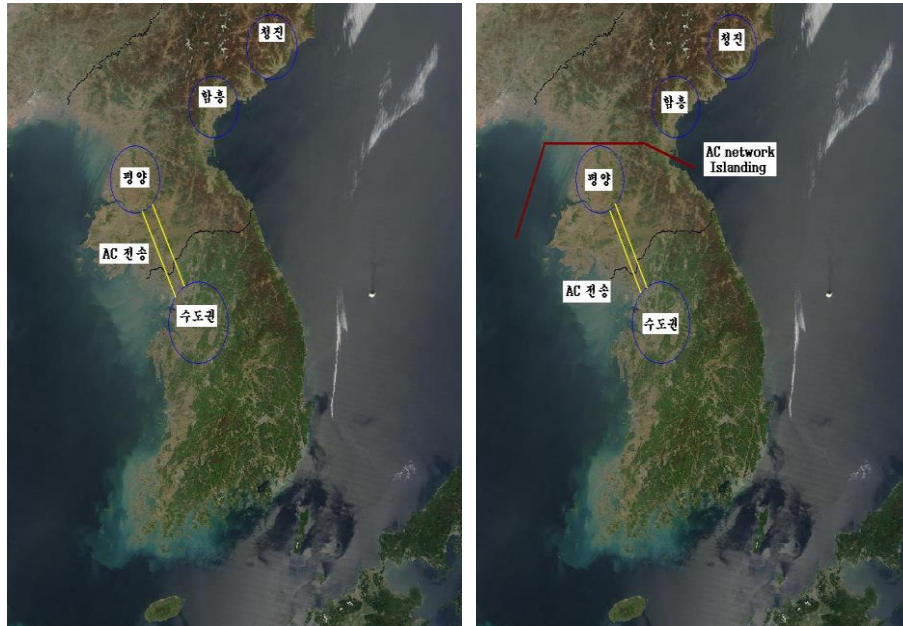 청진
함흥
평양
AC 전송
수도권
청진
함흥
AC network
Islanding
평양
AC 전송
수도권